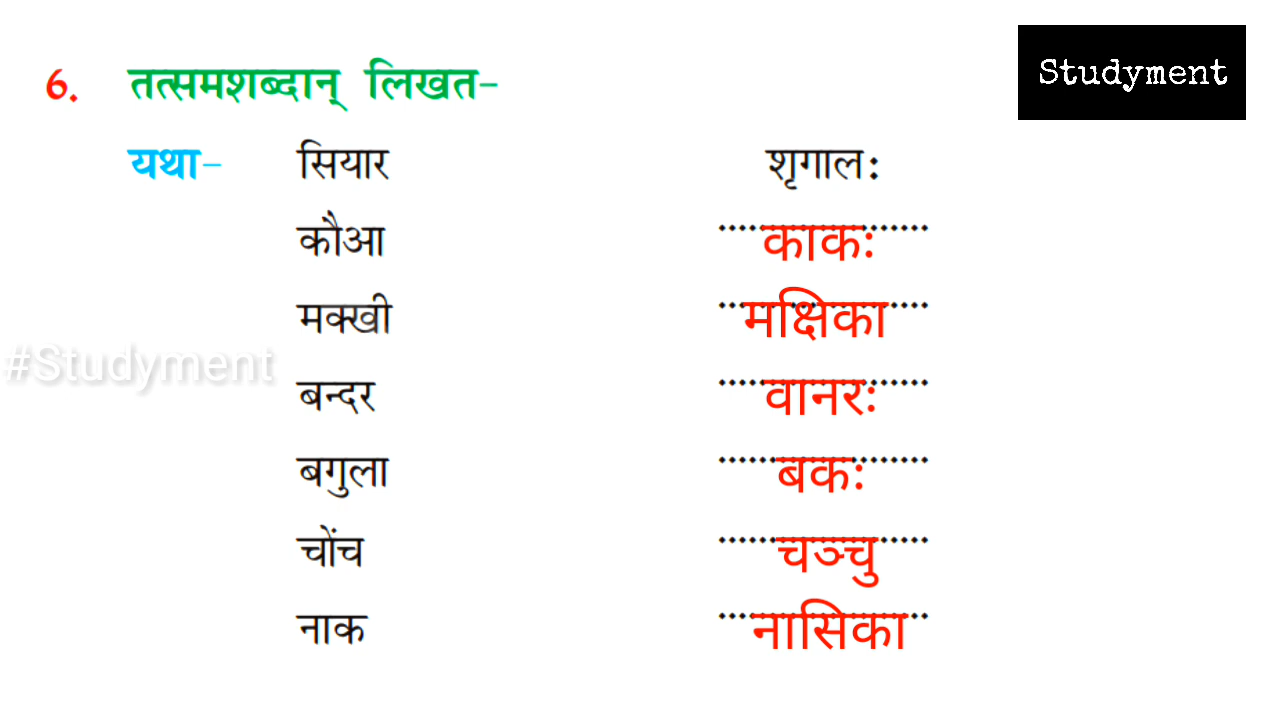 Studyment
6. तत्समशब्दान् लिखत-
यथा- सियार शृगाल:
कौआ काकः
मक्खी मक्षिका
#Studyment
बन्दर वानरः
बगुला बकः
चोंच चञ्चु
नाक नासिका